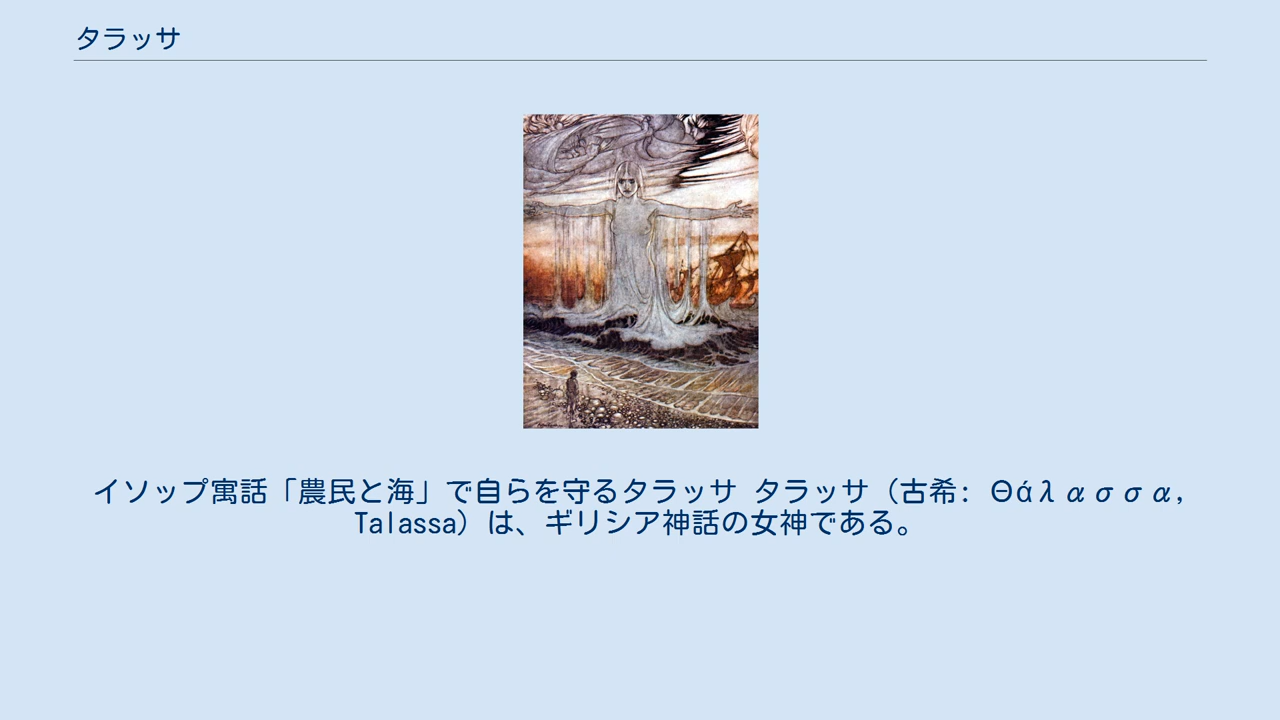 タラッサ
イソップ寓話「農民と海」で自らを守るタラッサ タラッサ（古希: Θάλασσα,
Talassa）は、ギリシア神話の女神である。